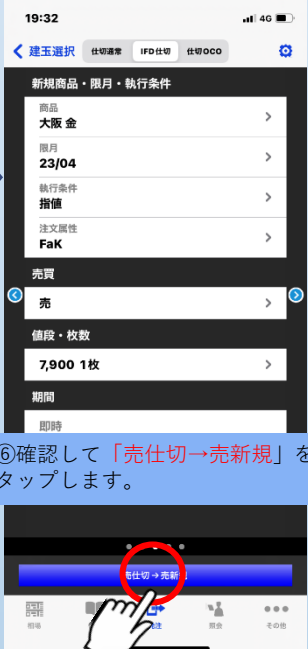 19:32
4G
建玉選択 仕切通常 IFD仕切 仕切OCO
新規商品・限月・執行条件
商品
大阪 金
限月
23/04
執行条件
指値
注文属性
FaK
売買
売
値段・枚数
7,900 1枚
期間
即時
⑥確認して「売仕切→売新規」を
タップします。
売仕切→売新規
相場 注 照会 その他